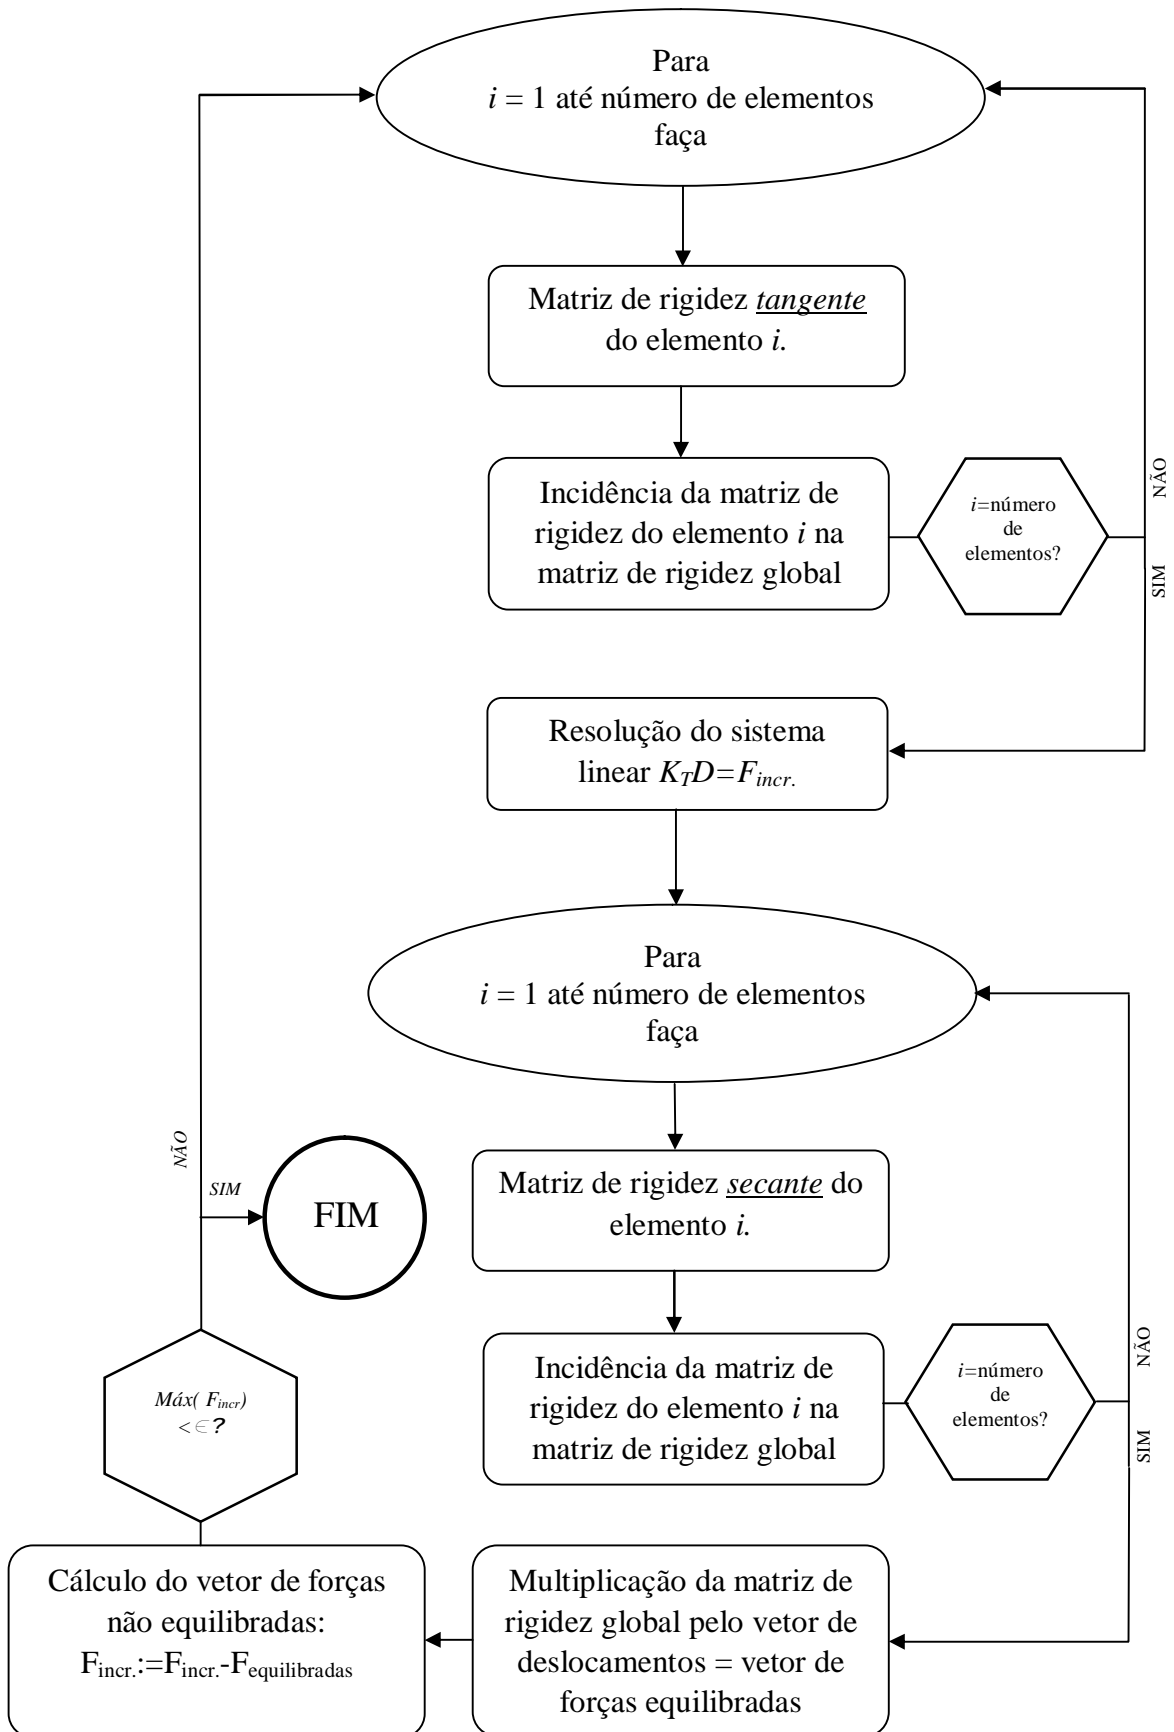 Para
i = 1 até número de elementos
faça
Matriz de rigidez tangente
do elemento i.
Incidência da matriz de
rigidez do elemento i na
matriz de rigidez global
i=número
de
elementos?
NÃO
SIM
Resolução do sistema
linear KTD=Fincr.
Para
i = 1 até número de elementos
faça
Matriz de rigidez secante do
elemento i.
Incidência da matriz de
rigidez do elemento i na
matriz de rigidez global
i=número
de
elementos?
NÃO
SIM
Multiplicação da matriz de
rigidez global pelo vetor de
deslocamentos = vetor de
forças equilibradas
Cálculo do vetor de forças
não equilibradas:
Fincr.:=Fincr.-Fequilibradas
Máx( Fincr)
<∈?
NÃO
SIM
FIM